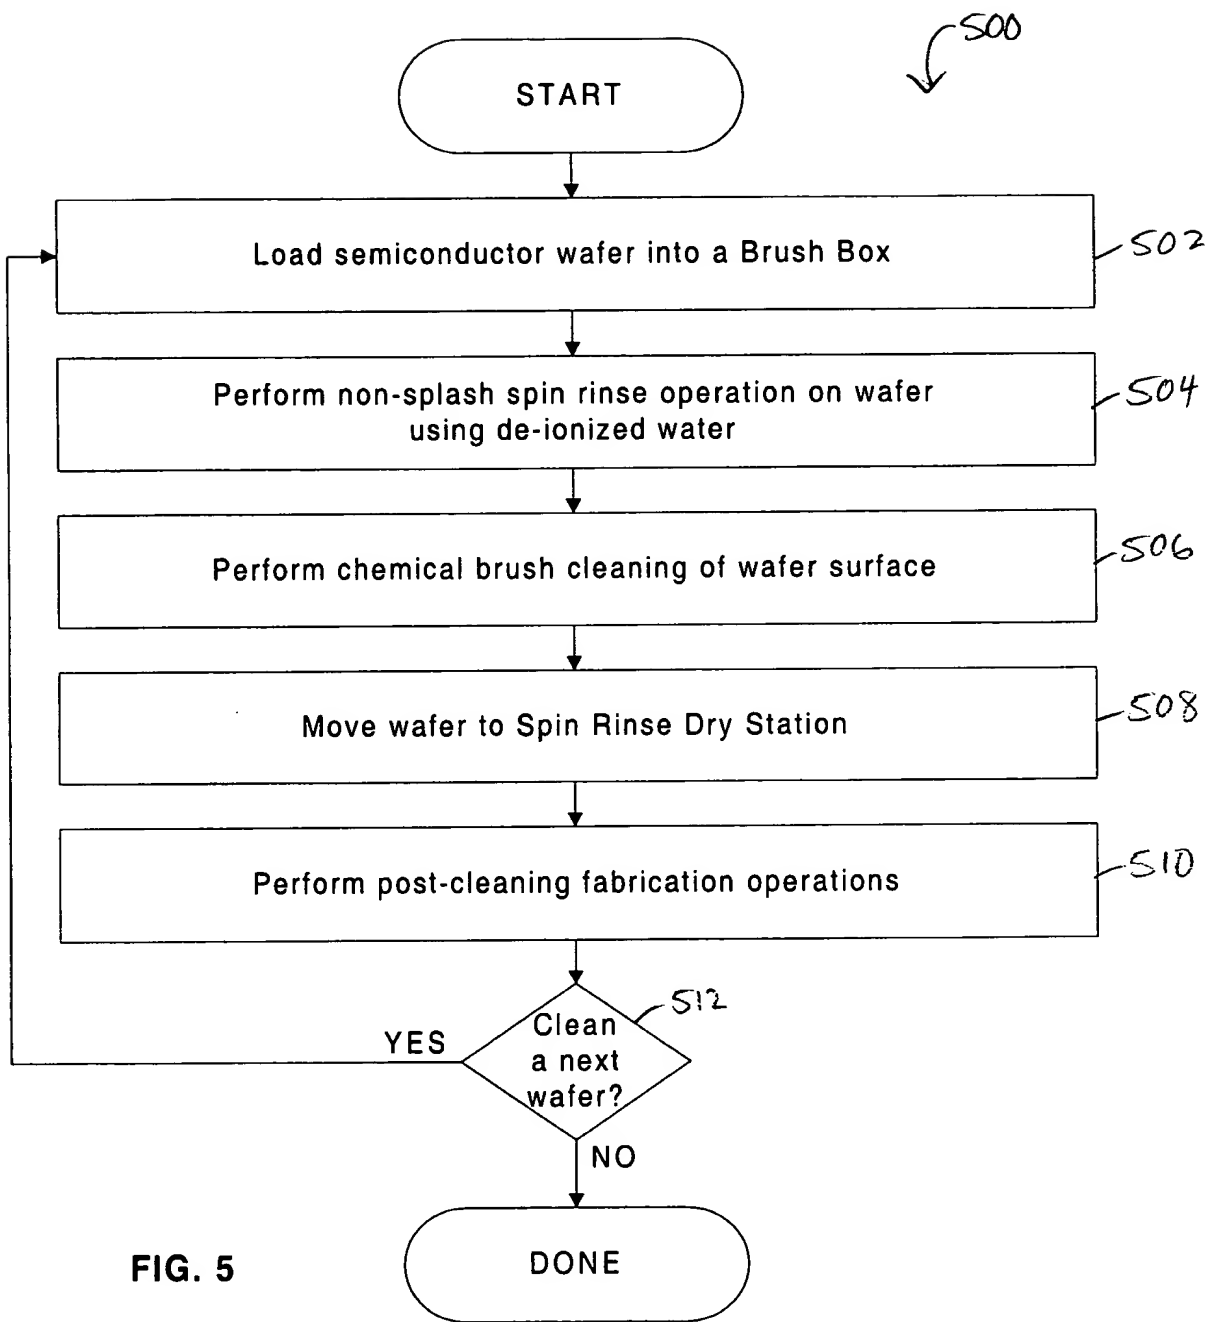 500
START
Load semiconductor wafer into a Brush Box
502
Perform non-splash spin rinse operation on wafer
using de-ionized water
504
Perform chemical brush cleaning of wafer surface
506
Move wafer to Spin Rinse Dry Station
508
Perform post-cleaning fabrication operations
510
512
Clean
a next
wafer?
YES
NO
DONE
FIG. 5